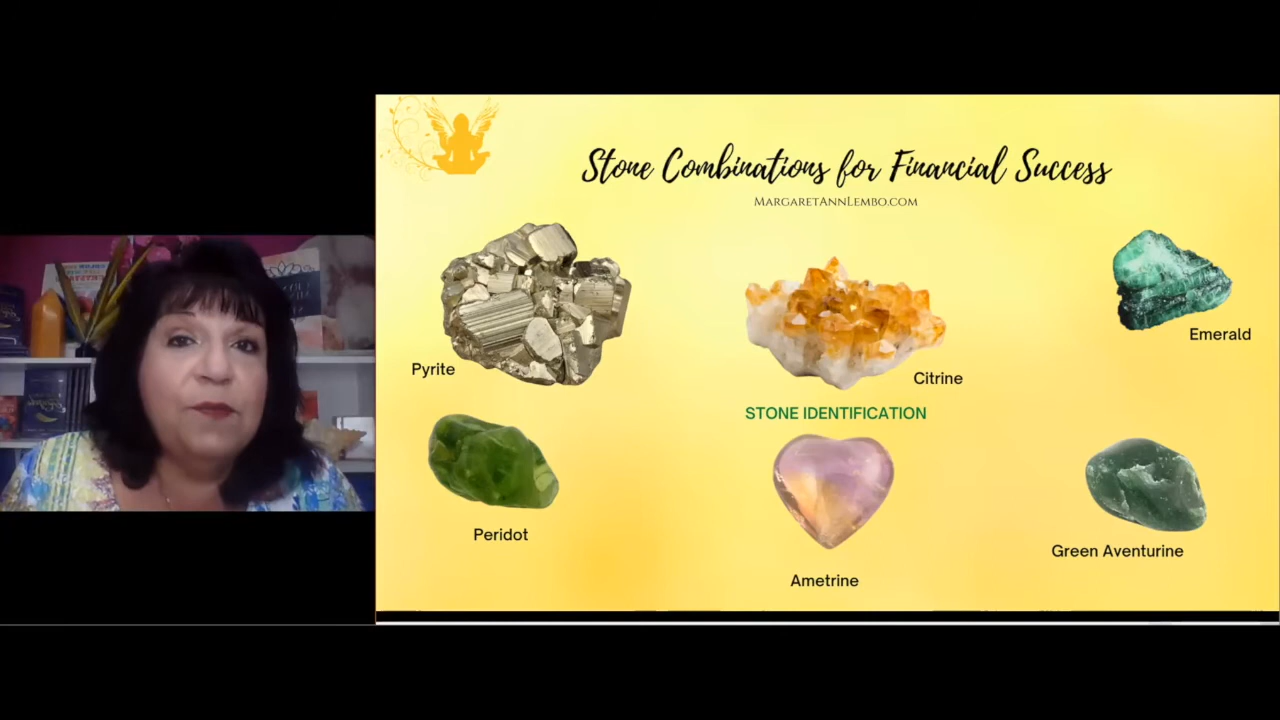 Stone Combinations for Financial Success
MargaretAnnLembo.com
Pyrite
Citrine
Emerald
STONE IDENTIFICATION
Peridot
Ametrine
Green Aventurine